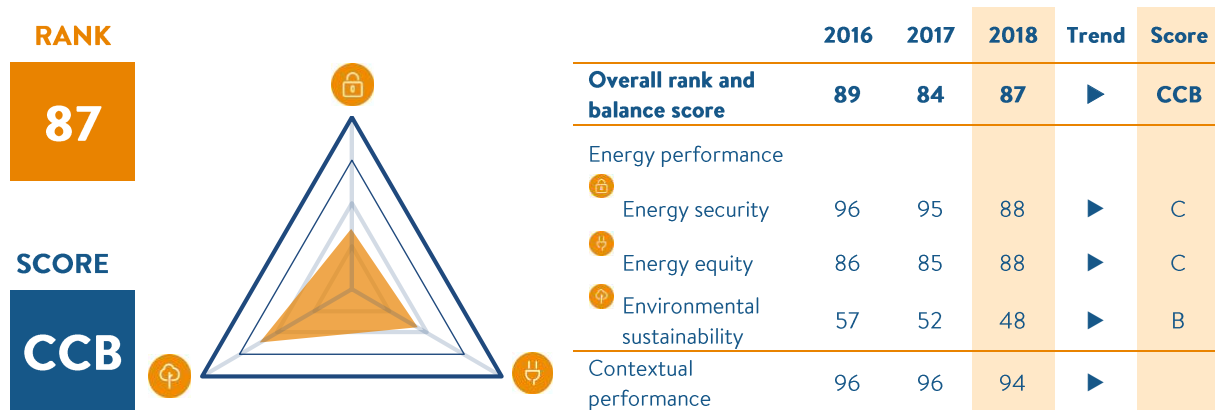 RANK
87
SCORE
CCB
2016 2017 2018 Trend Score
Overall rank and
balance score 89 84 87 CCB
Energy performance
Energy security 96 95 88 C
Energy equity 86 85 88 C
Environmental
sustainability 57 52 48 B
Contextual
performance 96 96 94